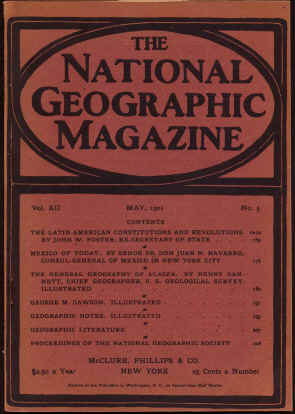 THE
NATIONAL
GEOGRAPHIC
MAGAZINE
Vol. XII
MAY, 1901
No. 5
CONTENTS
THE LATIN-AMERICAN CONSTITUTIONS AND REVOLUTIONS. PAGE
BY JOHN W. FOSTER, EX-SECRETARY OF STATE
MEXICO OF TODAY. BY SEÑOR DR. DON JUAN N. NAVARRO,
CONSUL-GENERAL OF MEXICO IN NEW YORK CITY
THE GENERAL GEOGRAPHY OF ALASKA. BY HENRY GAN-
NETT, CHIEF GEOGRAPHER, U. S. GEOLOGICAL SURVEY.
ILLUSTRATED
GEORGE M. DAWSON. ILLUSTRATED
GEOGRAPHIC NOTES. ILLUSTRATED
GEOGRAPHIC LITERATURE
PROCEEDINGS OF THE NATIONAL GEOGRAPHIC SOCIETY
McCLURE, PHILLIPS & CO.
$2.50 a Year
NEW YORK
25 Cents a Number